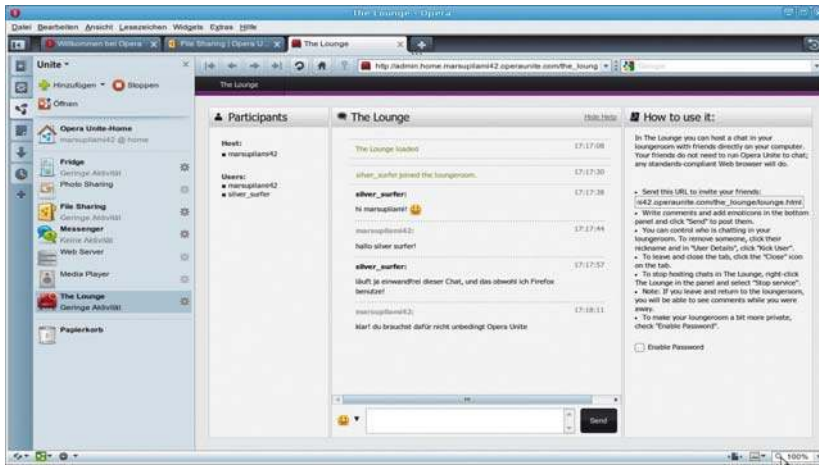 The Lounge - Opera
Datei Bearbeiten Ansicht Lesezeichen Widgets Extras Hilfe
Willkommen bei Opera
File Sharing | Opera U...
The Lounge
Unite
http://admin.home.marsupilami42.operaunite.com/the_loung
Hinzufügen Stoppen
Öffnen
The Lounge
Opera Unite-Home
marsupilami42 @ home
Fridge
Geringe Aktivität
Photo Sharing
File Sharing
Geringe Aktivität
Messenger
Keine Aktivität
Web Server
Media Player
The Lounge
Geringe Aktivität
Papierkorb
Participants
Host:
marsupilami42
Users:
marsupilami42
silver_surfer
The Lounge
Hide Help
The Lounge loaded 17:17:08
silver_surfer joined the loungeroom. 17:17:30
silver_surfer: 17:17:38
hi marsupilami!
marsupilami42: 17:17:44
hallo silver surfer!
silver_surfer: 17:17:57
läuft ja einwandfrei dieser Chat, und das obwohl ich Firefox
benutze!
marsupilami42: 17:18:11
klar! du brauchst dafür nicht unbedingt Opera Unite
Send
How to use it:
In The Lounge you can host a chat in your
loungeroom with friends directly on your computer.
Your friends do not need to run Opera Unite to chat;
any standards-compliant Web browser will do.
• Send this URL to invite your friends:
42.operaunite.com/the_lounge/lounge.html
• Write comments and add emoticons in the bottom
panel and click "Send" to post them.
• You can control who is chatting in your
loungeroom. To remove someone, click their
nickname and in "User Details", click "Kick User".
• To leave and close the tab, click the "Close" icon
on the tab.
• To stop hosting chats in The Lounge, right-click
The Lounge in the panel and select "Stop service".
• Note: If you leave and return to the loungeroom,
you will be able to see comments while you were
away.
• To make your loungeroom a bit more private,
check "Enable Password".
Enable Password
100%